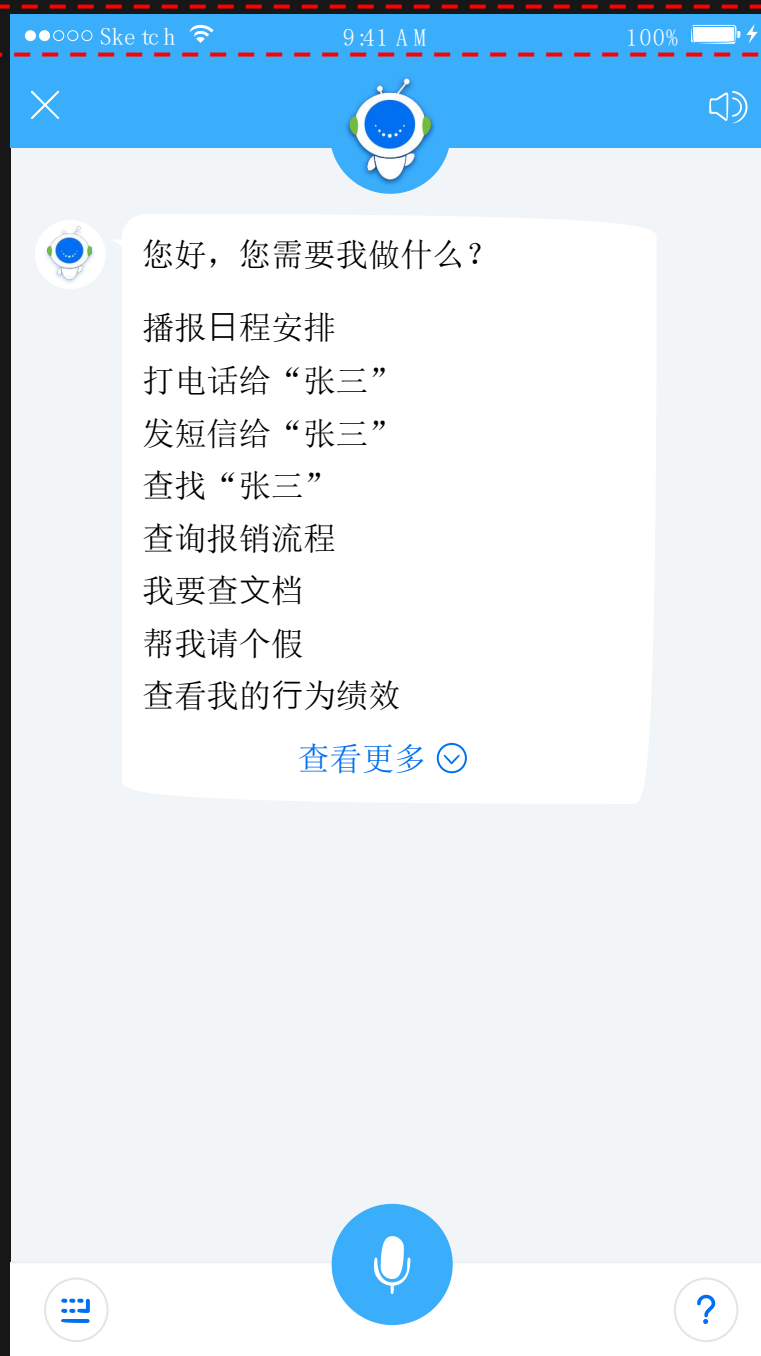 Sketch
9:41 AM
100%
您好，您需要我做什么？
播报日程安排
打电话给“张三”
发短信给“张三”
查找“张三”
查询报销流程
我要查文档
帮我请个假
查看我的行为绩效
查看更多
?